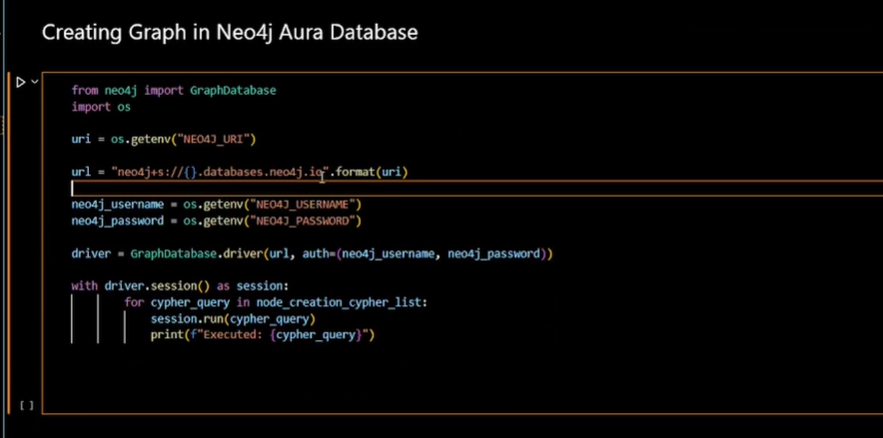 Creating Graph in Neo4j Aura Database
from neo4j import GraphDatabase
import os
uri = os.getenv("NEO4J_URI")
url = "neo4j+s://{}.databases.neo4j.io".format(uri)
neo4j_username = os.getenv("NEO4J_USERNAME")
neo4j_password = os.getenv("NEO4J_PASSWORD")
driver = GraphDatabase.driver(url, auth=(neo4j_username, neo4j_password))
with driver.session() as session:
for cypher_query in node_creation_cypher_list:
session.run(cypher_query)
print(f"Executed: {cypher_query}")
[ ]